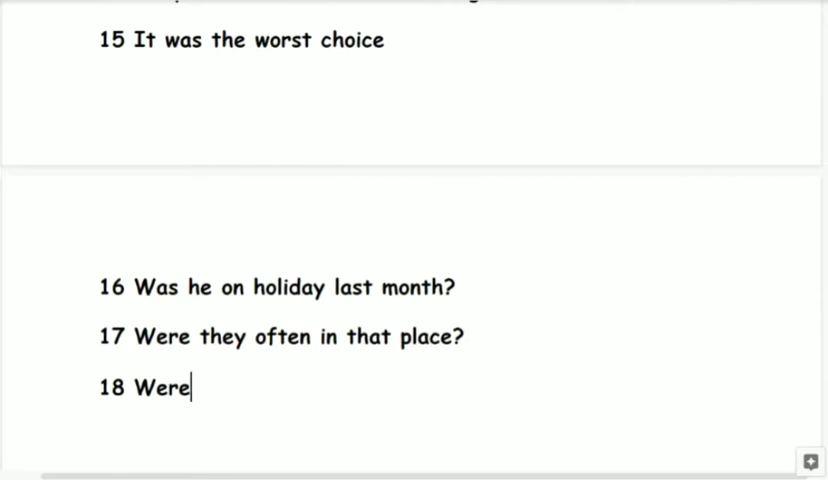 15 It was the worst choice
16 Was he on holiday last month?
17 Were they often in that place?
18 Were